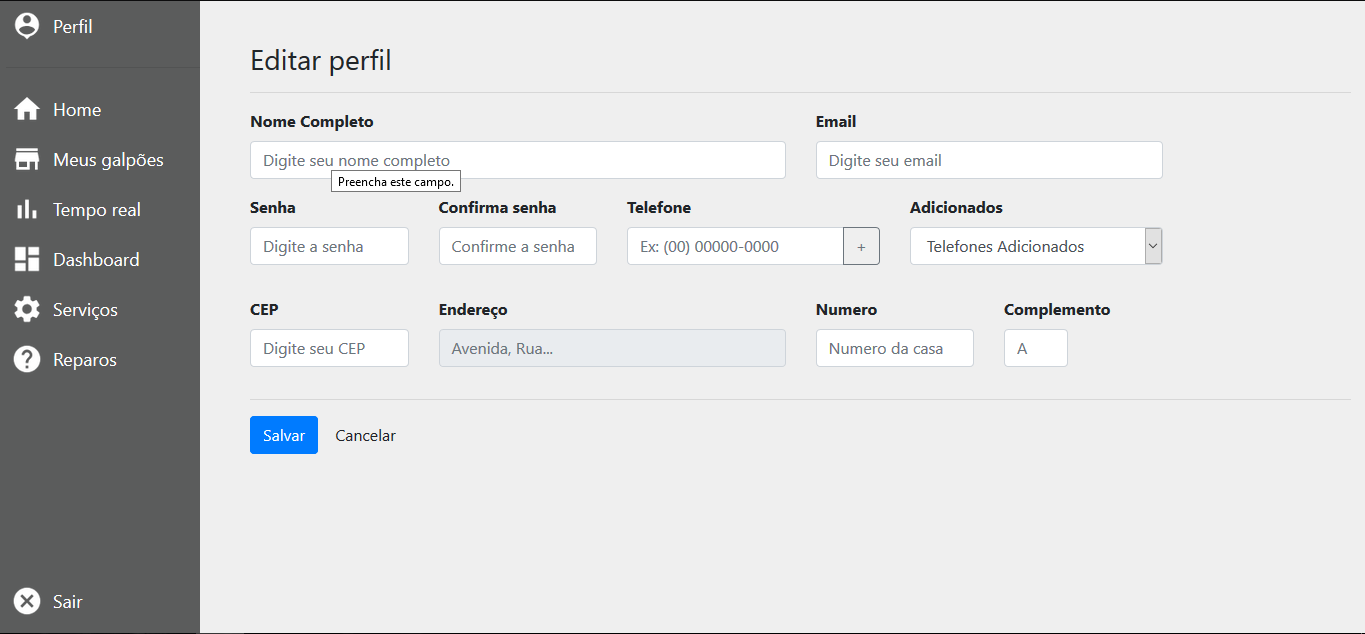 Perfil
Home
Meus galpões
Tempo real
Dashboard
Serviços
Reparos
Sair
Editar perfil
Nome Completo
Email
Digite seu nome completo
Digite seu email
Preencha este campo.
Senha
Confirma senha
Telefone
Adicionados
Digite a senha
Confirme a senha
Ex: (00) 00000-0000
+
Telefones Adicionados
CEP
Endereço
Numero
Complemento
Digite seu CEP
Avenida, Rua...
Numero da casa
A
Salvar
Cancelar